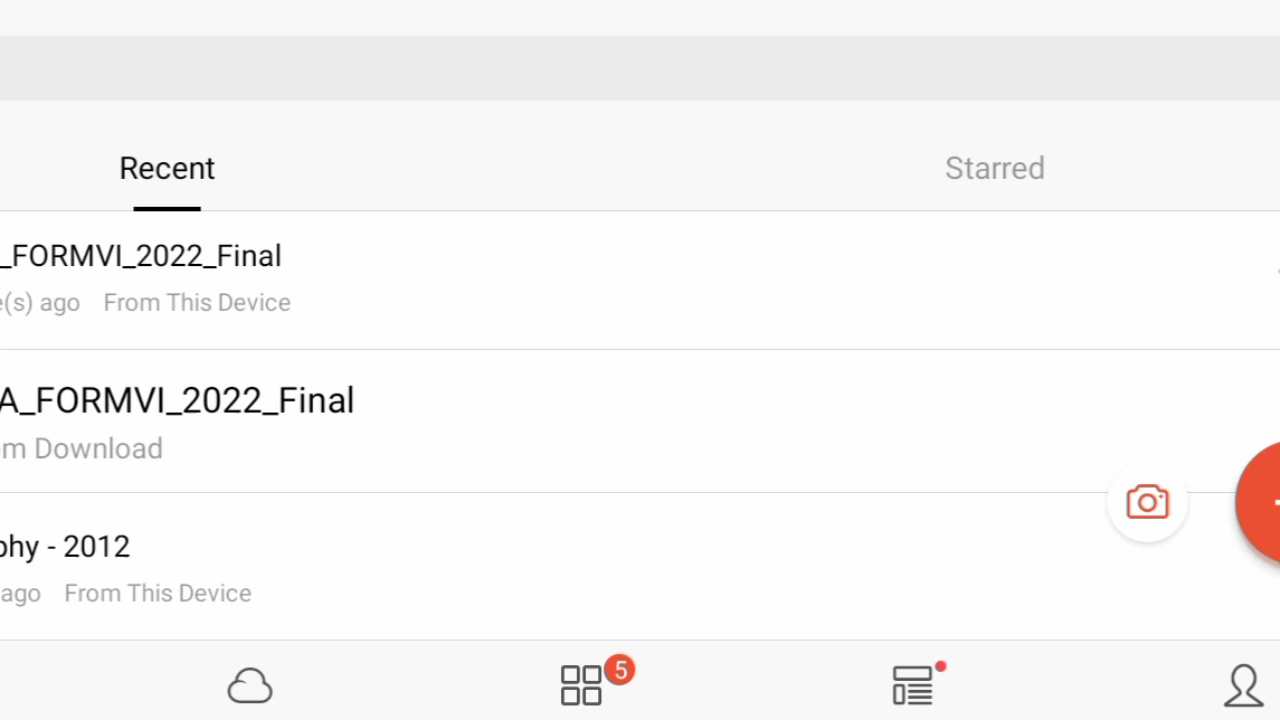 Recent Starred
_FORMVI_2022_Final
e(s) ago From This Device
A_FORMVI_2022_Final
m Download
phy - 2012
ago From This Device
5